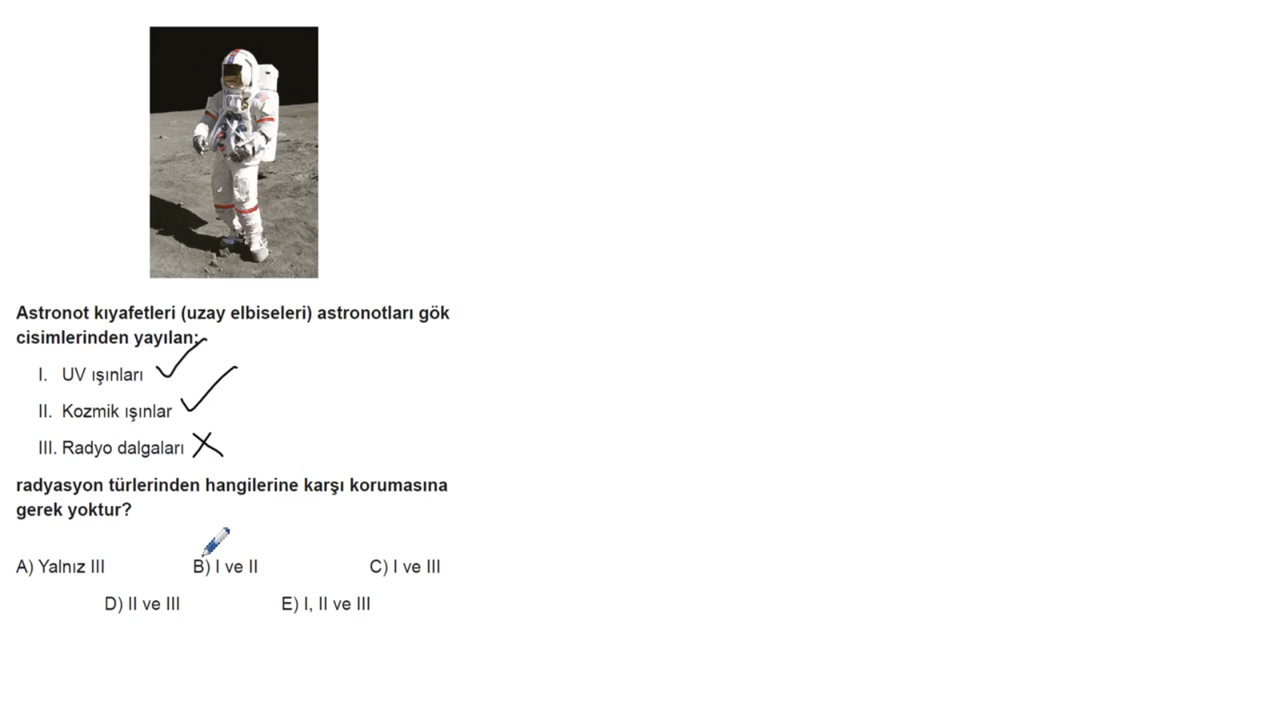 Astronot kıyafetleri (uzay elbiseleri) astronotları gök
cisimlerinden yayılan;
I. UV ışınları
II. Kozmik ışınlar
III. Radyo dalgaları
radyasyon türlerinden hangilerine karşı korumasına
gerek yoktur?
A) Yalnız III B) I ve II C) I ve III
D) II ve III E) I, II ve III